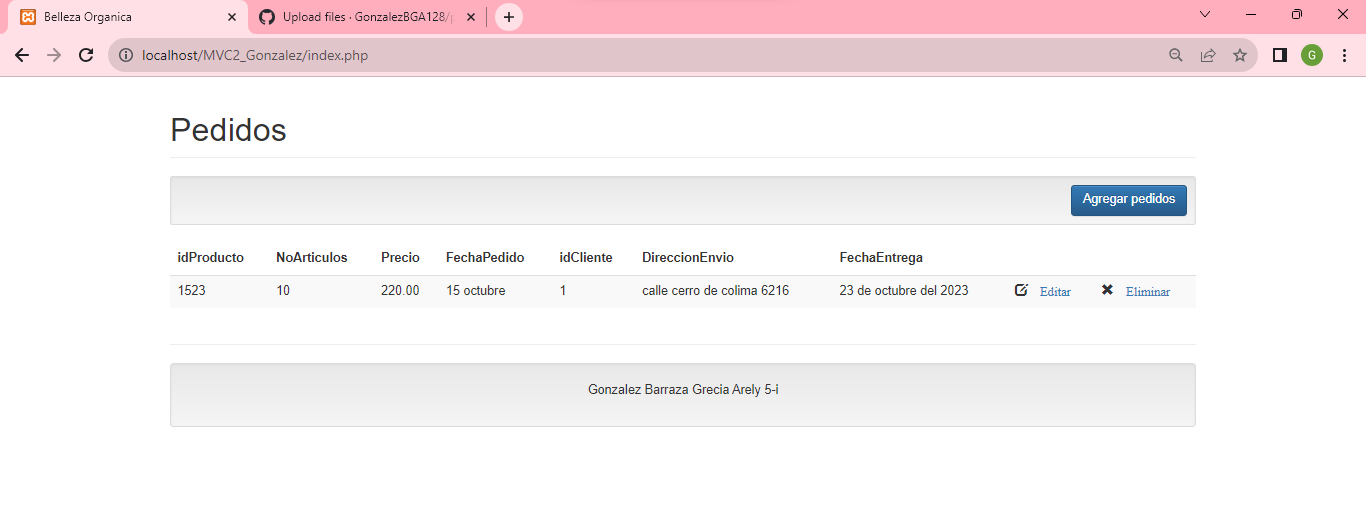 Belleza Organica
Upload files · GonzalezBGA128/
localhost/MVC2_Gonzalez/index.php
G
Pedidos
Agregar pedidos
idProducto NoArticulos Precio FechaPedido idCliente DireccionEnvio FechaEntrega
1523 10 220.00 15 octubre 1 calle cerro de colima 6216 23 de octubre del 2023 Editar Eliminar
Gonzalez Barraza Grecia Arely 5-i